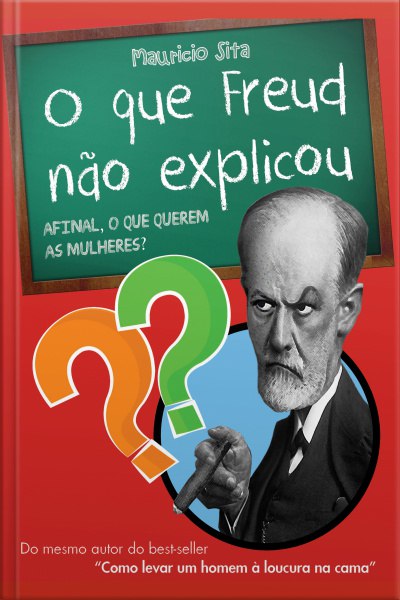 Mauricio Sita
O que Freud
não explicou
AFINAL, O QUE QUEREM
AS MULHERES?
Do mesmo autor do best-seller
“Como levar um homem à loucura na cama”